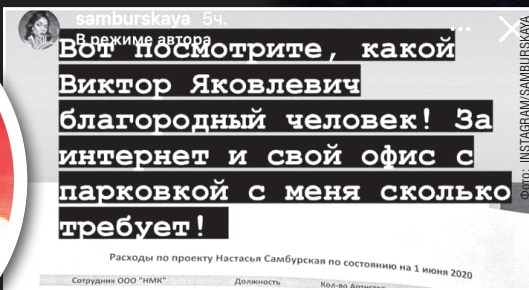 samburskaya 5ч.
В режиме автора
Вот посмотрите, какой
Виктор Яковлевич
благородный человек! За
интернет и свой офис с
парковкой с меня сколько
требует!
Расходы по проекту Настасья Самбурская по состоянию на 1 июня 2020
Сотрудник ООО "НМК" Должность Кол-во Артистов
ФОТО: INSTAGRAM/SAMBURSKAYA